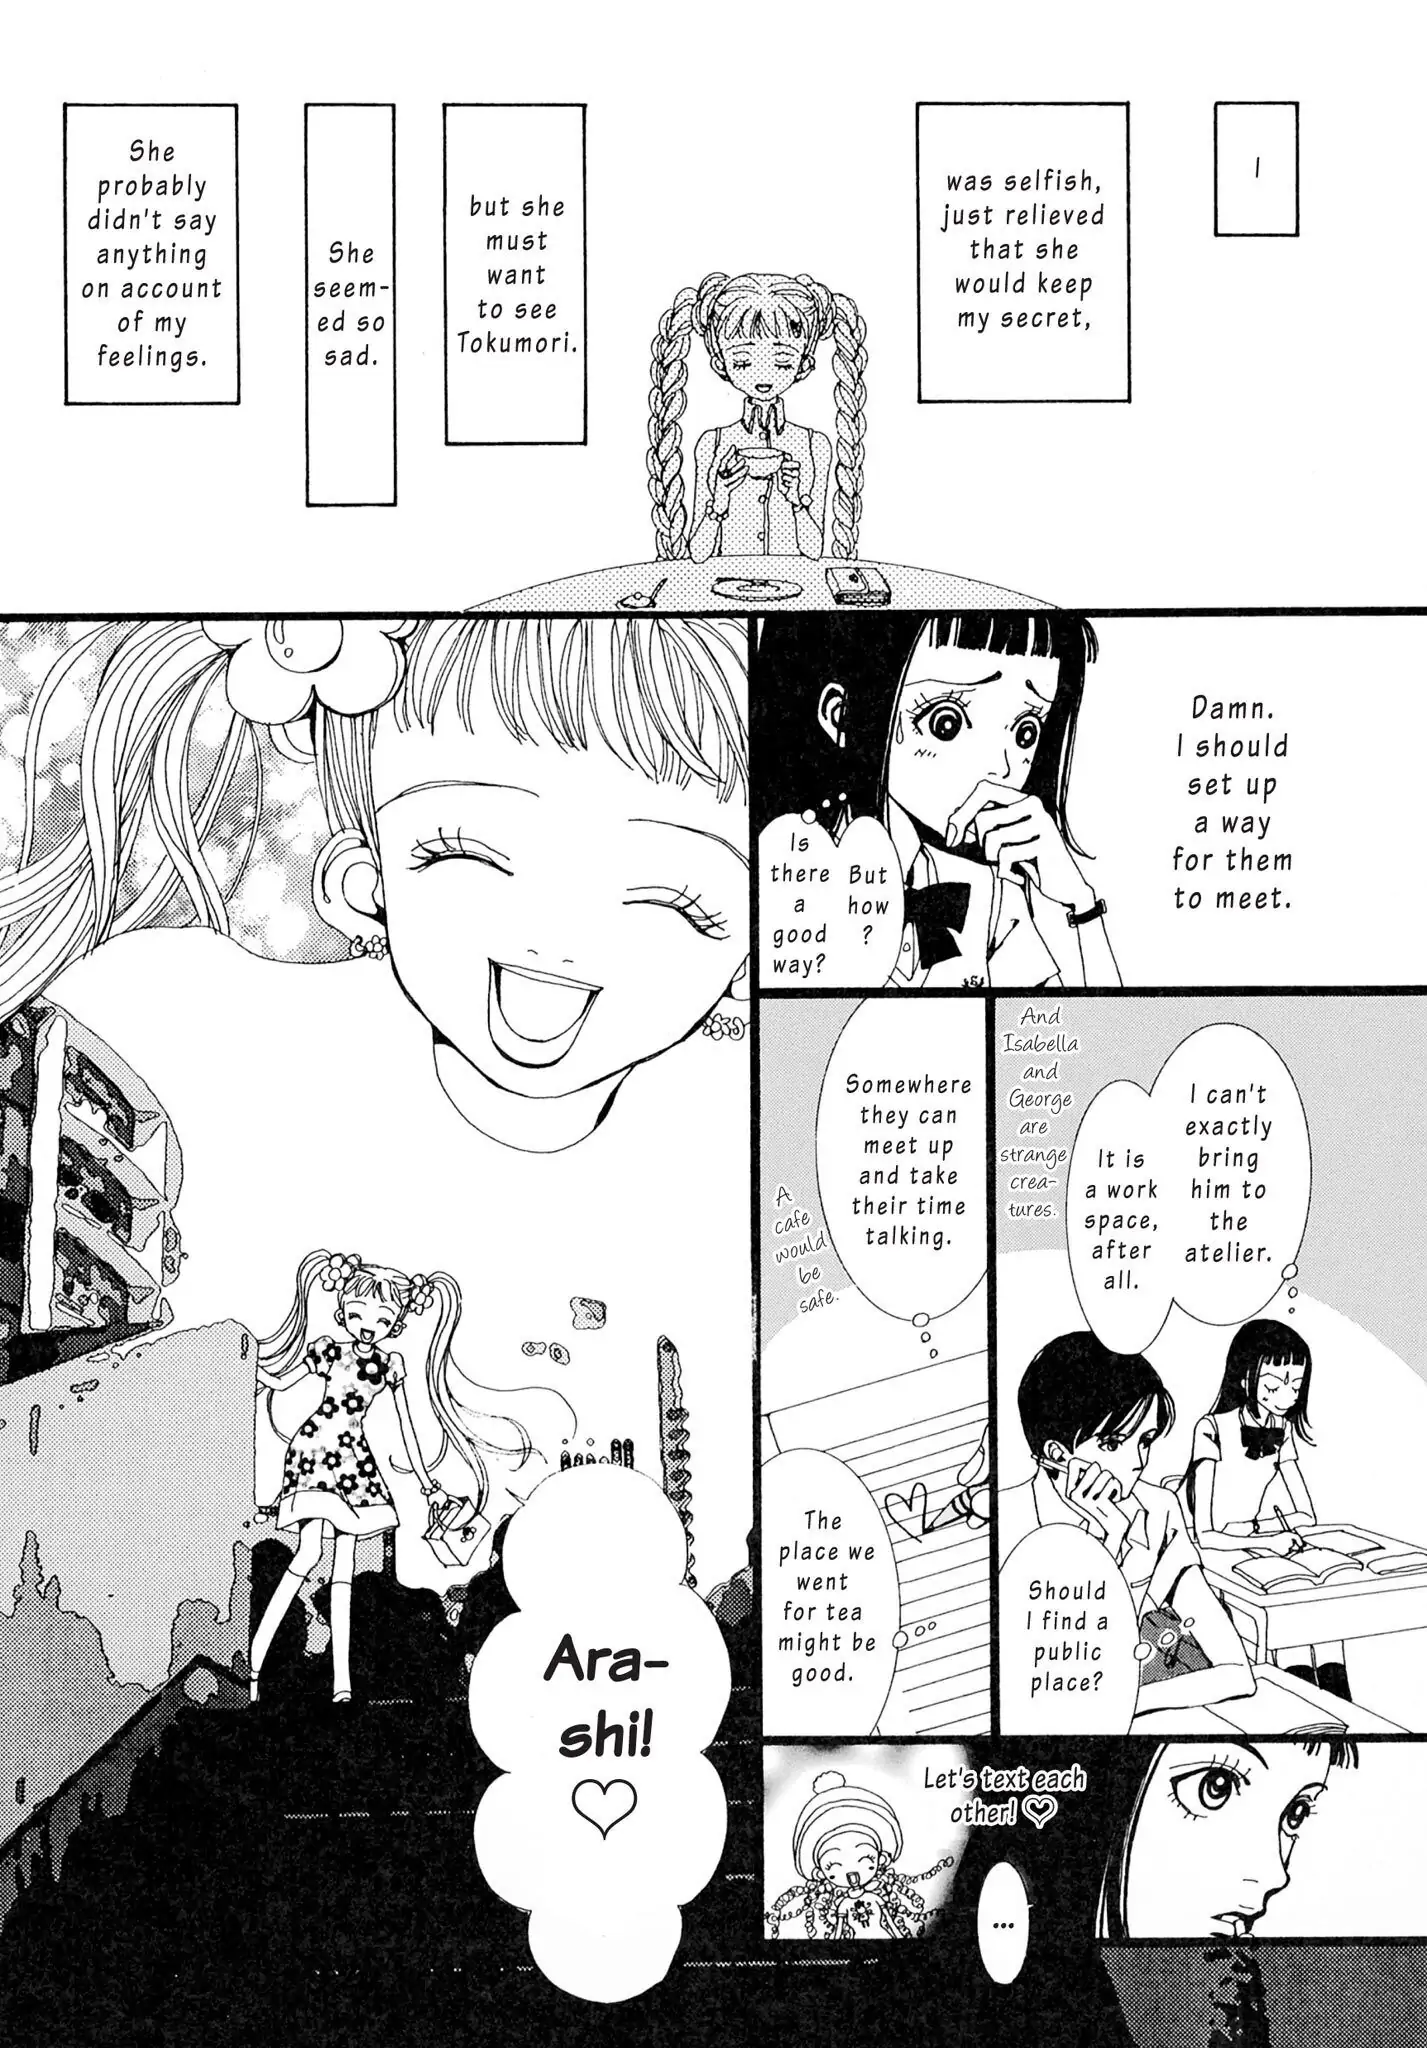 I
was selfish,
just relieved
that she
would keep
my secret,
but she
must
want
to see
Tokumori.
She
seem-
ed so
sad.
She
probably
didn't say
anything
on account
of my
feelings.
Damn.
I should
set up
a way
for them
to meet.
But
how
?
Is
there
a
good
way?
I can't
exactly
bring
him to
the
atelier.
It is
a work
space,
after
all.
And
Isabella
and
George
are
strange
crea-
tures.
Should
I find a
public
place?
Somewhere
they can
meet up
and take
their time
talking.
A
cafe
would
be
safe.
The
place we
went
for tea
might be
good.
Let's text each
other! ♡
...
Ara-
shi!
♡